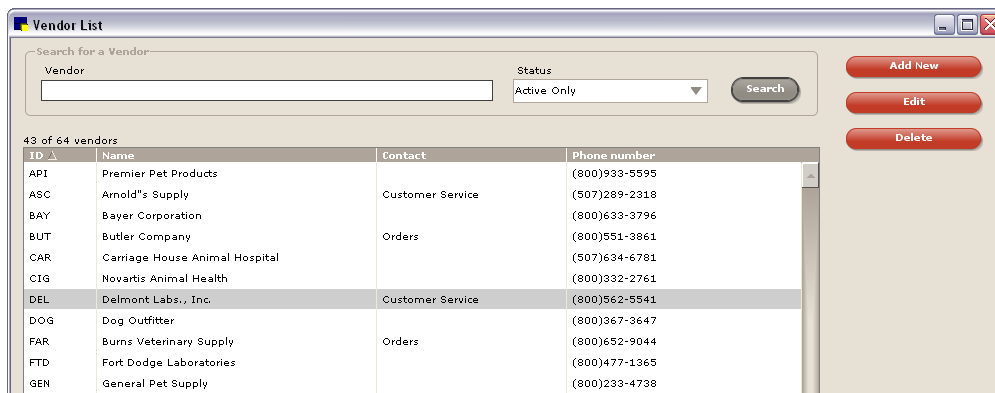 Vendor List
Search for a Vendor
Vendor Status
Active Only Search
Add New
Edit
Delete
43 of 64 vendors
ID Name Contact Phone number
API Premier Pet Products (800)933-5595
ASC Arnold"s Supply Customer Service (507)289-2318
BAY Bayer Corporation (800)633-3796
BUT Butler Company Orders (800)551-3861
CAR Carriage House Animal Hospital (507)634-6781
CIG Novartis Animal Health (800)332-2761
DEL Delmont Labs., Inc. Customer Service (800)562-5541
DOG Dog Outfitter (800)367-3647
FAR Burns Veterinary Supply Orders (800)652-9044
FTD Fort Dodge Laboratories (800)477-1365
GEN General Pet Supply (800)233-4738